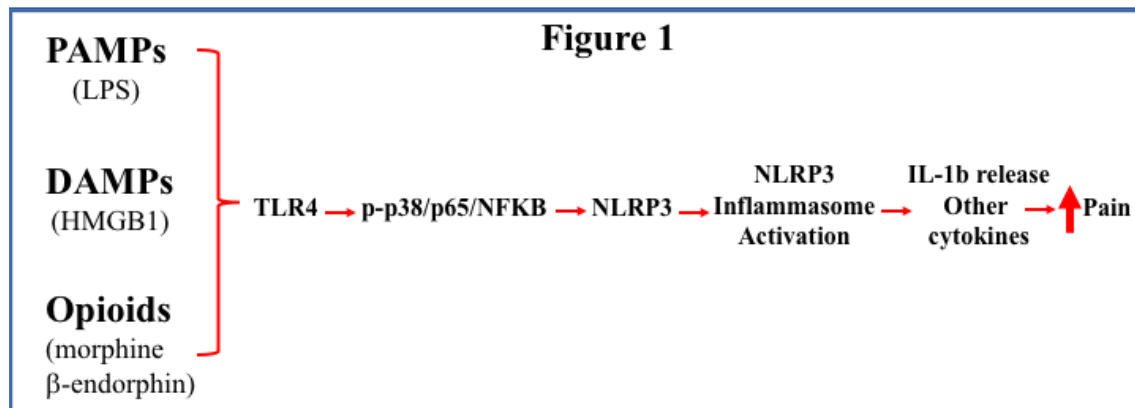 Figure 1
PAMPs
(LPS)
DAMPs
(HMGB1)
Opioids
(morphine
β-endorphin)
TLR4
p-p38/p65/NFKB
NLRP3
NLRP3
Inflammasome
Activation
IL-1b release
Other
cytokines
Pain